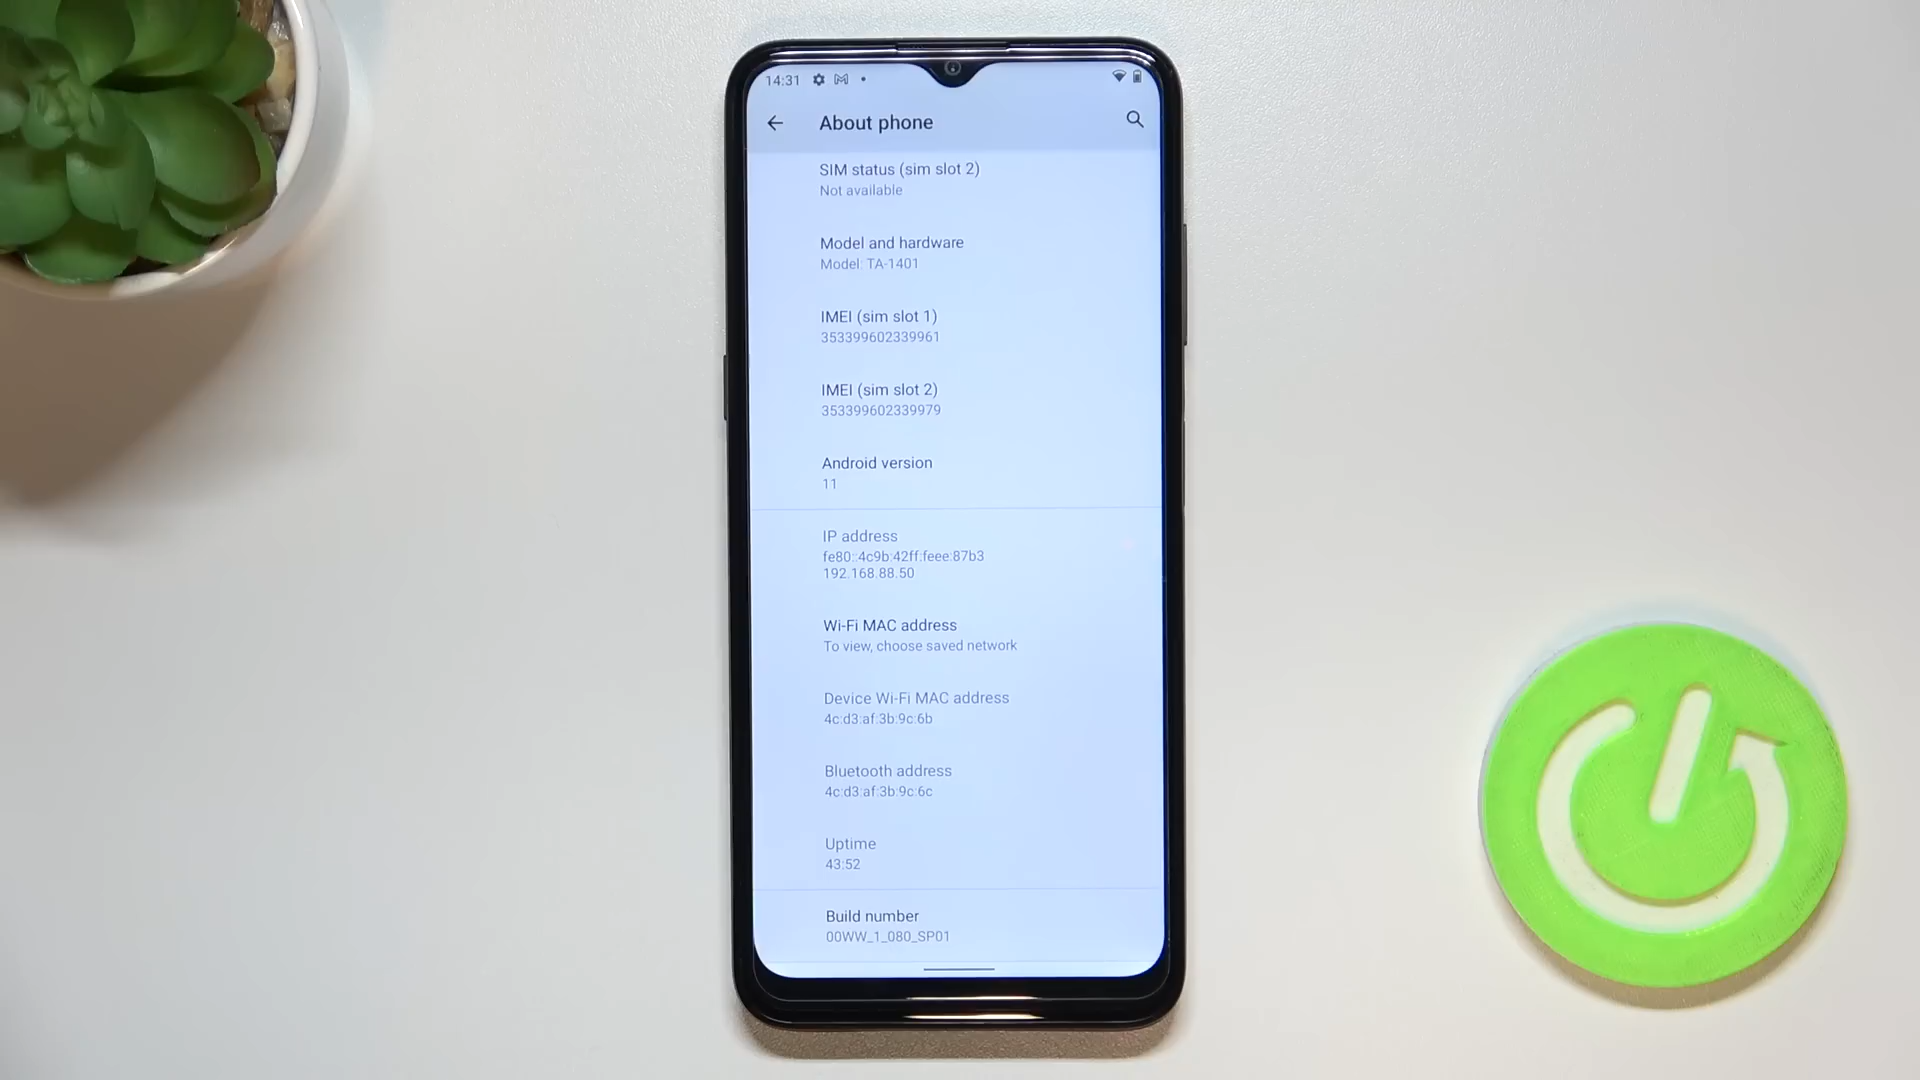 14:31
About phone
SIM status (sim slot 2)
Not available
Model and hardware
Model: TA-1401
IMEI (sim slot 1)
353399602339961
IMEI (sim slot 2)
353399602339979
Android version
11
IP address
fe80::4c9b:42ff:feee:87b3
192.168.88.50
Wi-Fi MAC address
To view, choose saved network
Device Wi-Fi MAC address
4c:d3:af:3b:9c:6b
Bluetooth address
4c:d3:af:3b:9c:6c
Uptime
43:52
Build number
00WW_1_080_SP01